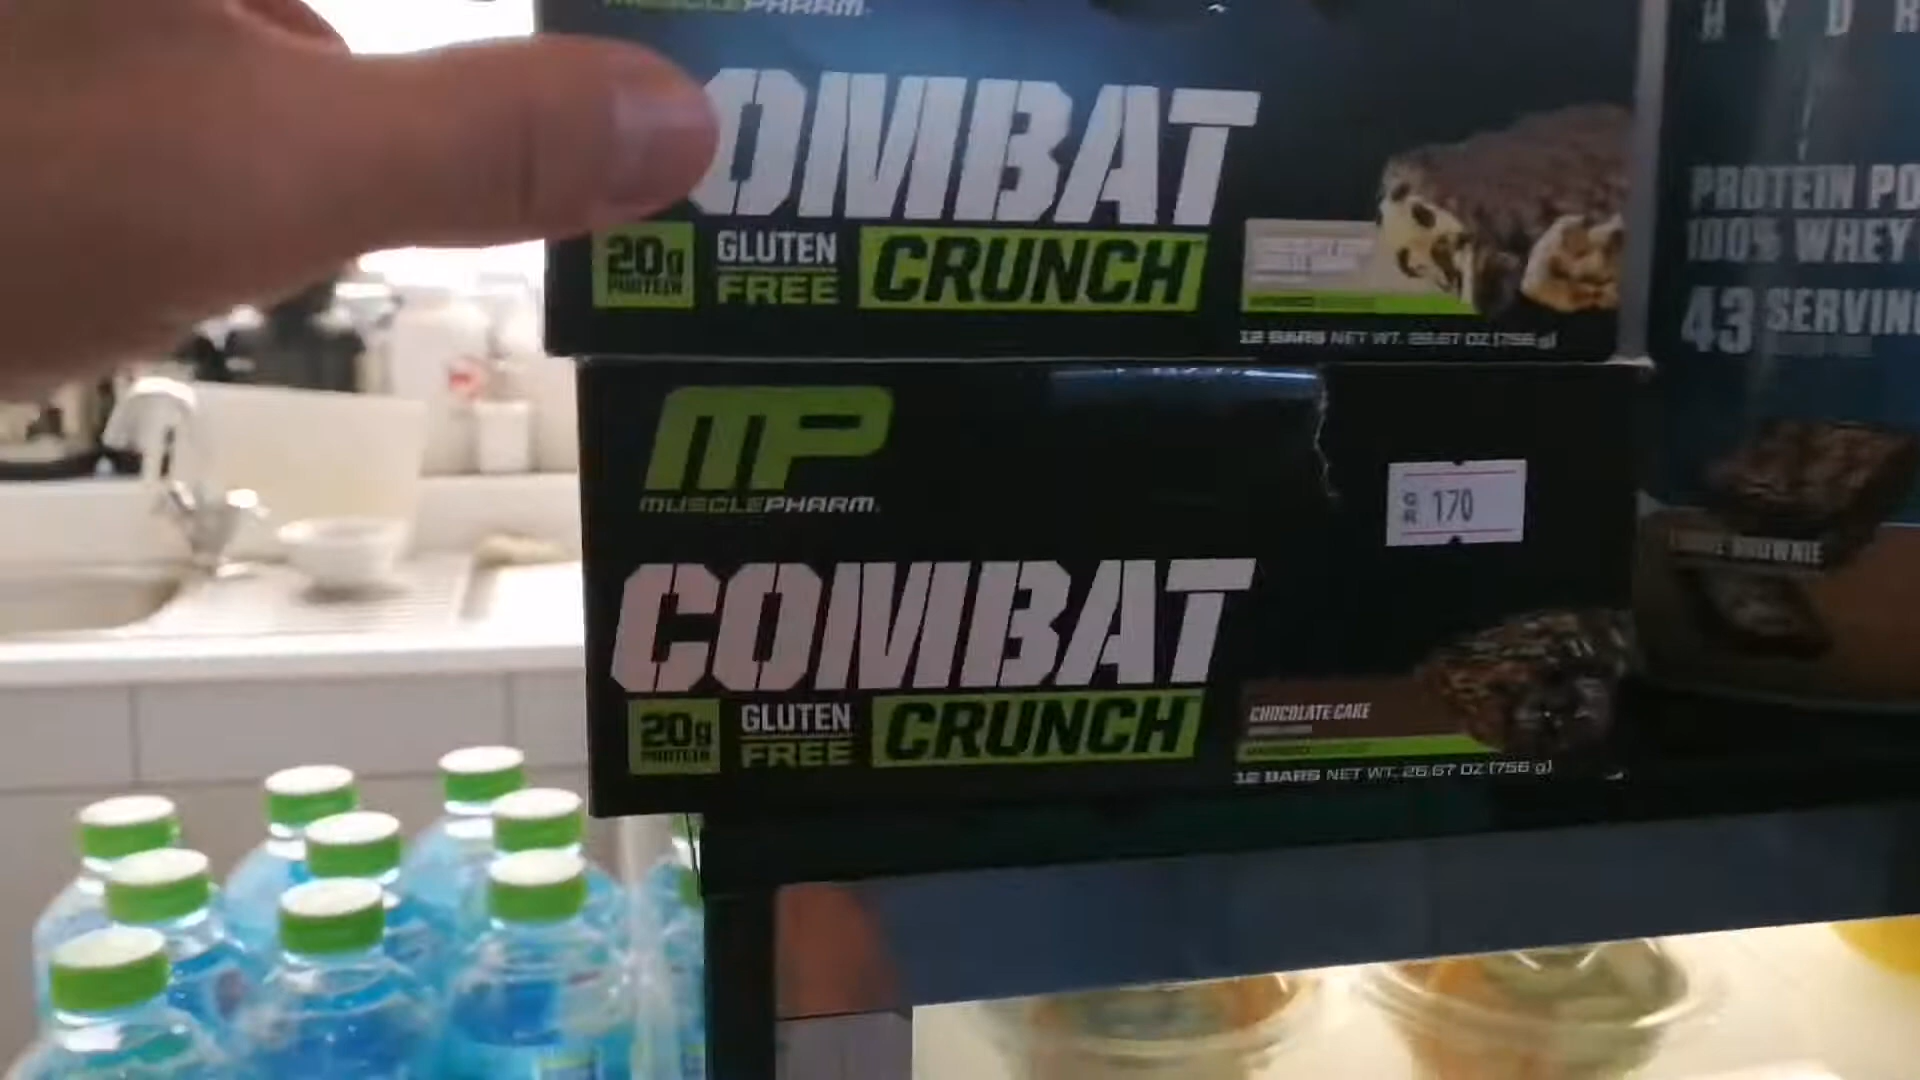 MUSCLEPHARM
OMBAT
20g
PROTEIN
GLUTEN
FREE
CRUNCH
12 BARS NET WT. 26.67 OZ (756 g)
MP
MUSCLEPHARM
170
COMBAT
20g
PROTEIN
GLUTEN
FREE
CRUNCH
CHOCOLATE CAKE
12 BARS NET WT. 26.67 OZ (756 g)
HYDR
PROTEIN PO
100% WHEY
43 SERVIN
BROWNIE